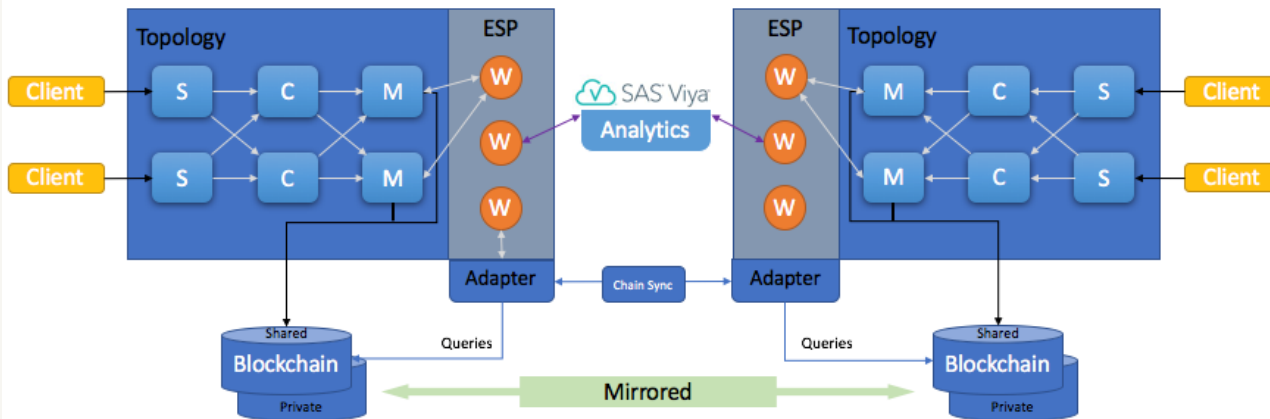 Topology
ESP
ESP
Topology
Client
S
C
M
W
SAS® Viya
Analytics
W
M
C
S
Client
W
W
Client
S
C
M
W
W
M
C
S
Client
Adapter
Chain Sync
Adapter
Shared
Blockchain
Private
Queries
Queries
Shared
Blockchain
Private
Mirrored